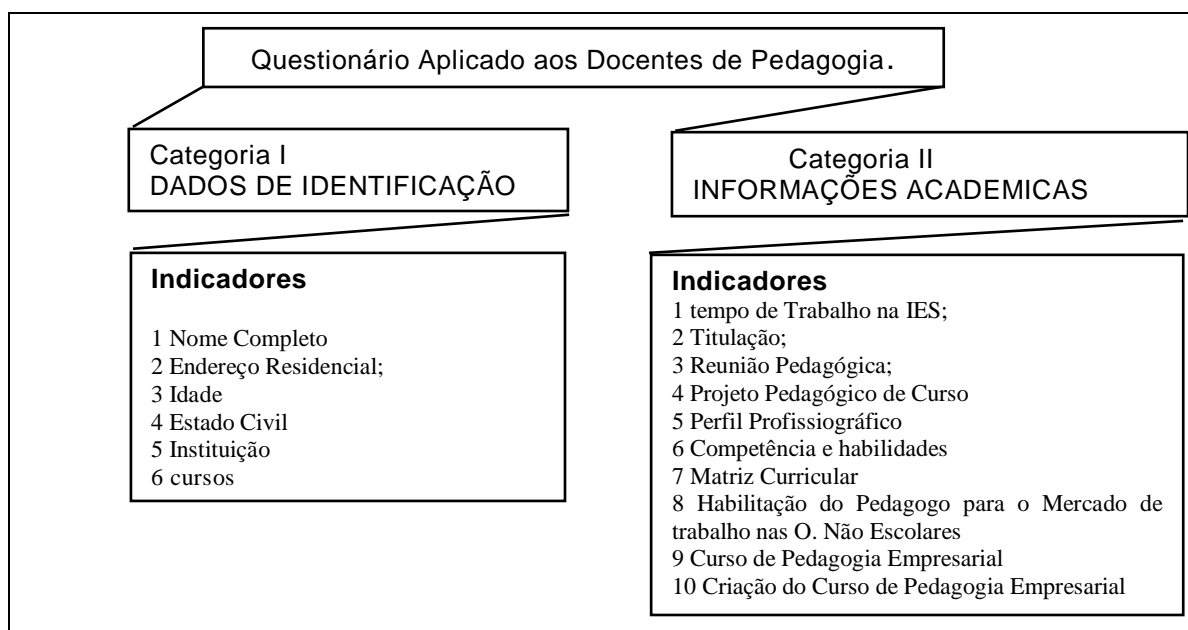 Questionário Aplicado aos Docentes de Pedagogia.
Categoria I
DADOS DE IDENTIFICAÇÃO
Categoria II
INFORMAÇÕES ACADEMICAS
Indicadores
1 Nome Completo
2 Endereço Residencial;
3 Idade
4 Estado Civil
5 Instituição
6 cursos
Indicadores
1 tempo de Trabalho na IES;
2 Titulação;
3 Reunião Pedagógica;
4 Projeto Pedagógico de Curso
5 Perfil Profissiográfico
6 Competência e habilidades
7 Matriz Curricular
8 Habilitação do Pedagogo para o Mercado de
trabalho nas O. Não Escolares
9 Curso de Pedagogia Empresarial
10 Criação do Curso de Pedagogia Empresarial